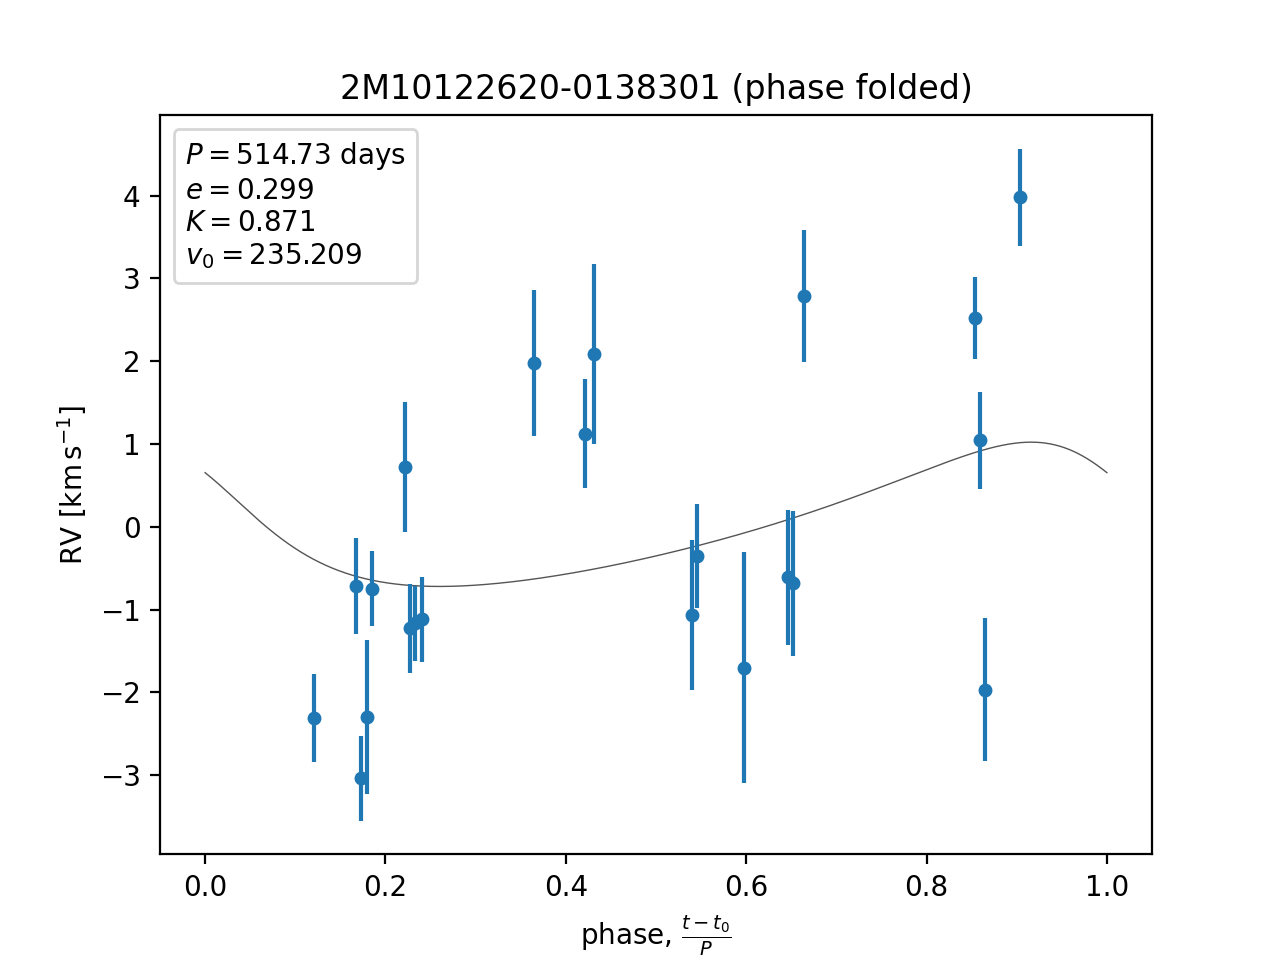 2M10122620-0138301 (phase folded)
P = 514.73 days
e = 0.299
K = 0.871
v₀ = 235.209
RV [km s⁻¹]
4
3
2
1
0
−1
−2
−3
0.0 0.2 0.4 0.6 0.8 1.0
phase, (t − t₀)/P